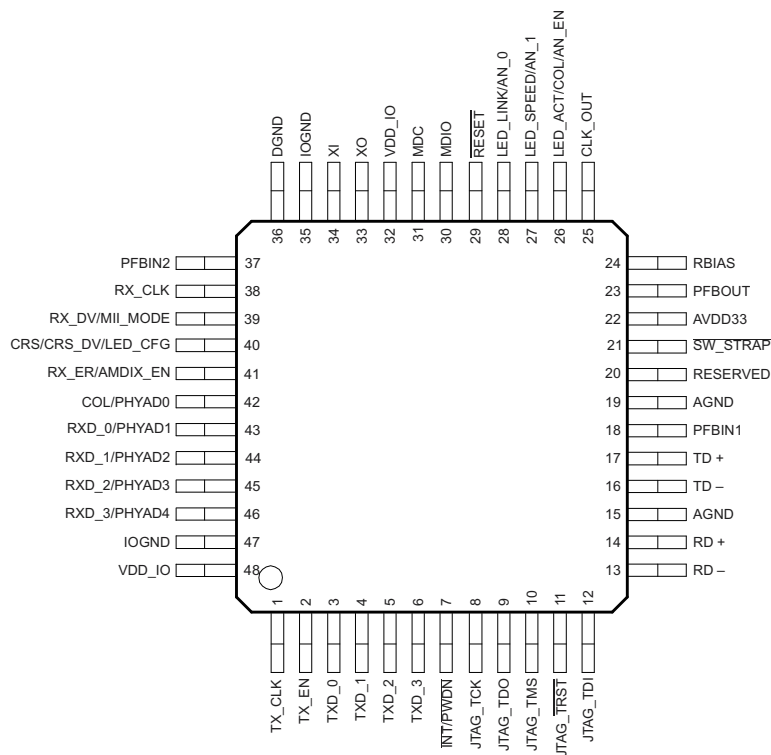 DGND
IOGND
XI
XO
VDD_IO
MDC
MDIO
RESET
LED_LINK/AN_0
LED_SPEED/AN_1
LED_ACT/COL/AN_EN
CLK_OUT
36
35
34
33
32
31
30
29
28
27
26
25
PFBIN2 37
RX_CLK 38
RX_DV/MII_MODE 39
CRS/CRS_DV/LED_CFG 40
RX_ER/AMDIX_EN 41
COL/PHYAD0 42
RXD_0/PHYAD1 43
RXD_1/PHYAD2 44
RXD_2/PHYAD3 45
RXD_3/PHYAD4 46
IOGND 47
VDD_IO 48
24 RBIAS
23 PFBOUT
22 AVDD33
21 SW_STRAP
20 RESERVED
19 AGND
18 PFBIN1
17 TD +
16 TD –
15 AGND
14 RD +
13 RD –
1
2
3
4
5
6
7
8
9
10
11
12
TX_CLK
TX_EN
TXD_0
TXD_1
TXD_2
TXD_3
INT/PWDN
JTAG_TCK
JTAG_TDO
JTAG_TMS
JTAG_TRST
JTAG_TDI